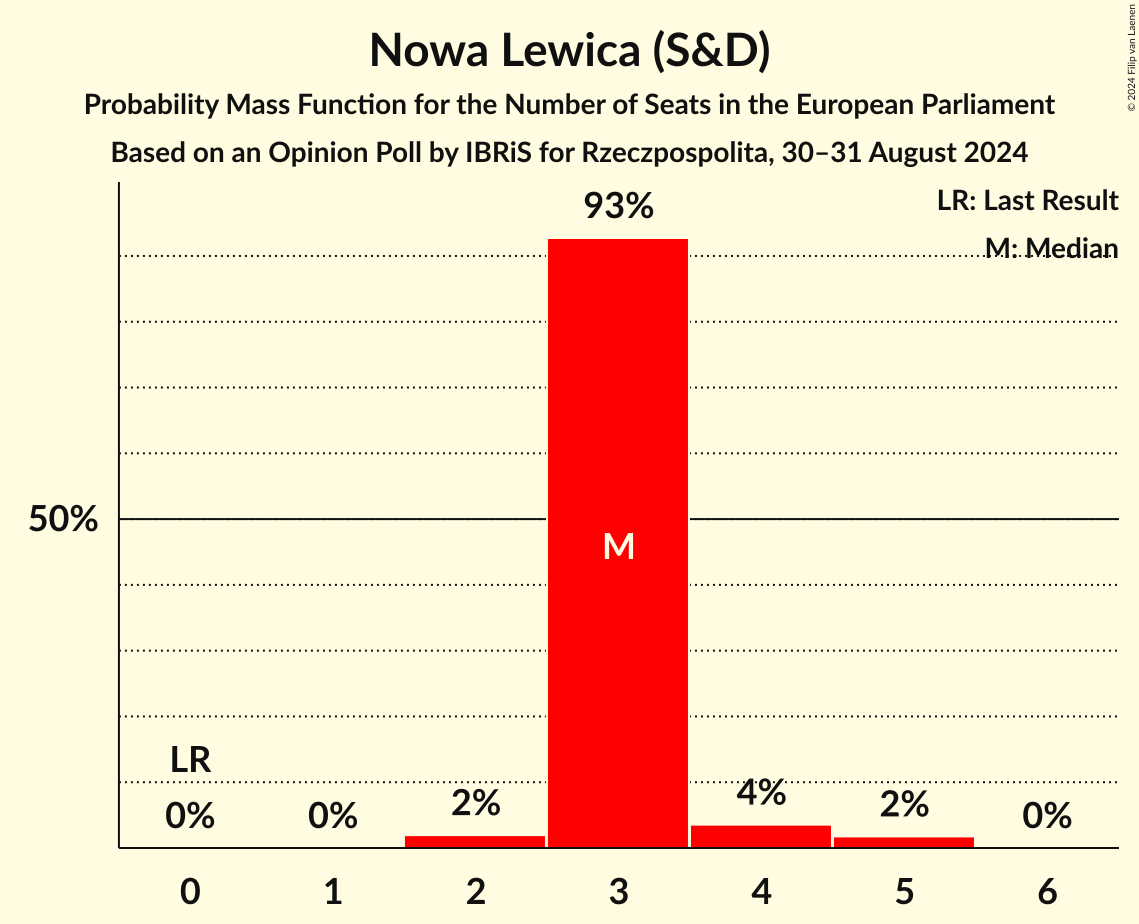 Nowa Lewica (S&D)
Probability Mass Function for the Number of Seats in the European Parliament
Based on an Opinion Poll by IBRiS for Rzeczpospolita, 30–31 August 2024
© 2024 Filip van Laenen
LR: Last Result
M: Median
93%
50%
M
LR
0%
0%
2%
4%
2%
0%
0
1
2
3
4
5
6